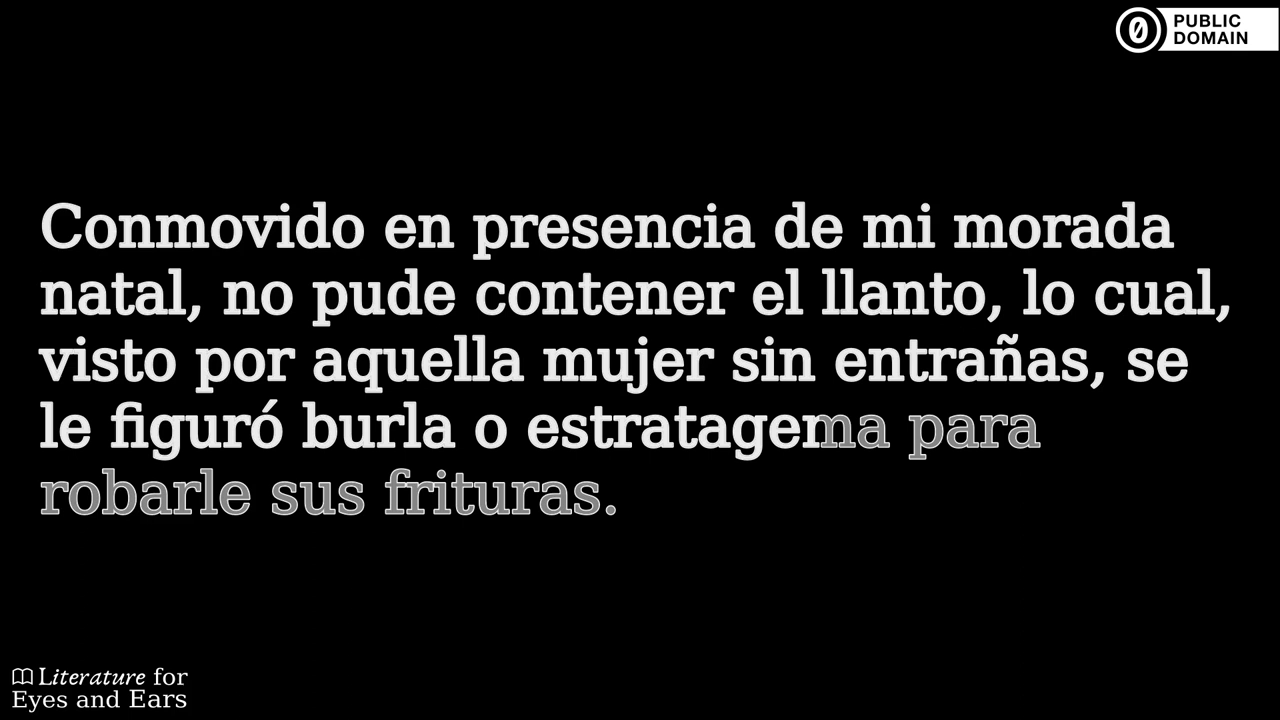 PUBLIC
DOMAIN
Conmovido en presencia de mi morada
natal, no pude contener el llanto, lo cual,
visto por aquella mujer sin entrañas, se
le figuró burla o estratagema para
robarle sus frituras.
Literature for
Eyes and Ears